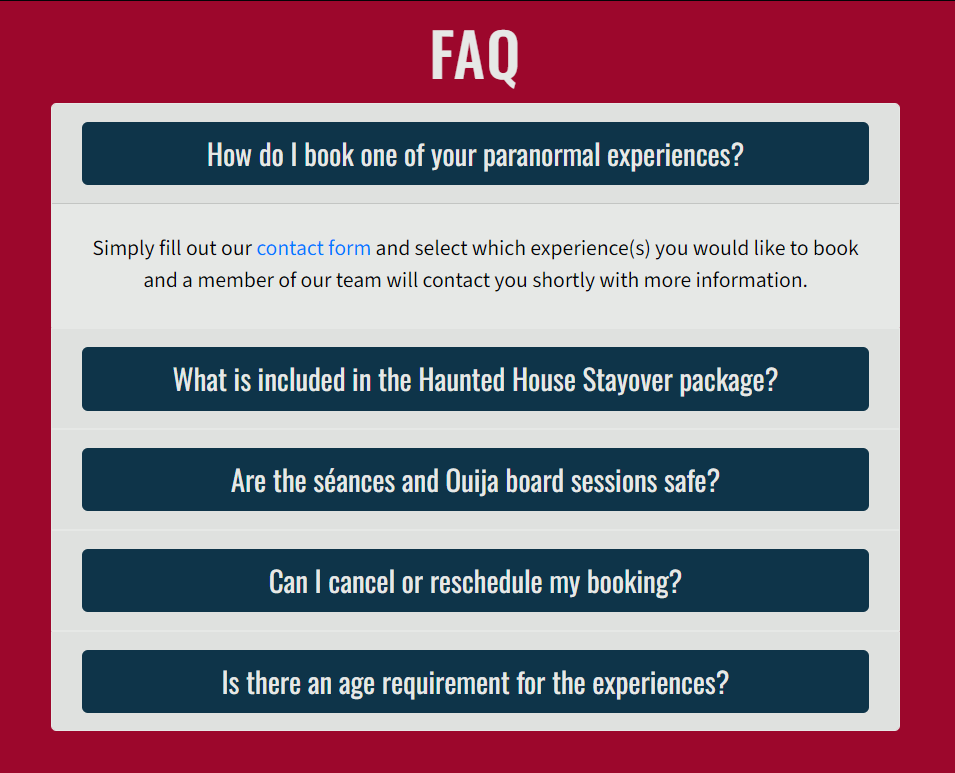 FAQ
How do I book one of your paranormal experiences?
Simply fill out our contact form and select which experience(s) you would like to book
and a member of our team will contact you shortly with more information.
What is included in the Haunted House Stayover package?
Are the séances and Ouija board sessions safe?
Can I cancel or reschedule my booking?
Is there an age requirement for the experiences?